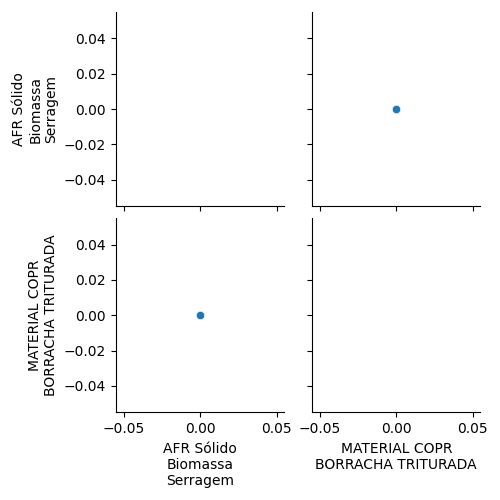 AFR Sólido
Biomassa
Serragem
0.04
0.02
0.00
−0.02
−0.04
MATERIAL COPR
BORRACHA TRITURADA
0.04
0.02
0.00
−0.02
−0.04
−0.05
0.00
0.05
−0.05
0.00
0.05
AFR Sólido
Biomassa
Serragem
MATERIAL COPR
BORRACHA TRITURADA